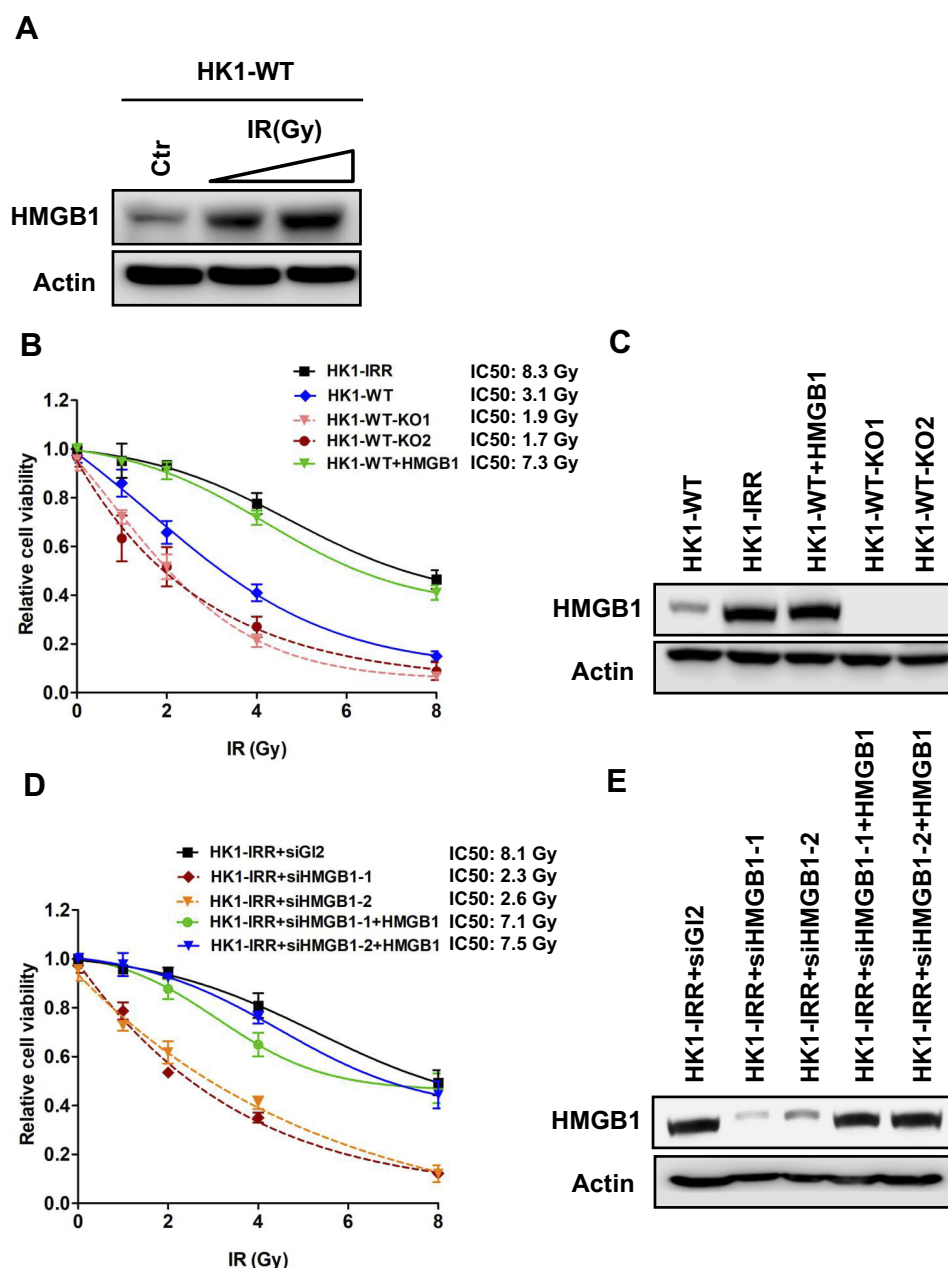 A
HK1-WT
Ctr
IR(Gy)
HMGB1
Actin
B
HK1-IRR IC50: 8.3 Gy
HK1-WT IC50: 3.1 Gy
HK1-WT-KO1 IC50: 1.9 Gy
HK1-WT-KO2 IC50: 1.7 Gy
HK1-WT+HMGB1 IC50: 7.3 Gy
Relative cell viability
1.2
1.0
0.8
0.6
0.4
0.2
0.0
0 2 4 6 8
IR (Gy)
C
HK1-WT
HK1-IRR
HK1-WT+HMGB1
HK1-WT-KO1
HK1-WT-KO2
HMGB1
Actin
D
HK1-IRR+siGl2 IC50: 8.1 Gy
HK1-IRR+siHMGB1-1 IC50: 2.3 Gy
HK1-IRR+siHMGB1-2 IC50: 2.6 Gy
HK1-IRR+siHMGB1-1+HMGB1 IC50: 7.1 Gy
HK1-IRR+siHMGB1-2+HMGB1 IC50: 7.5 Gy
Relative cell viability
1.2
1.0
0.8
0.6
0.4
0.2
0.0
0 2 4 6 8
IR (Gy)
E
HK1-IRR+siGl2
HK1-IRR+siHMGB1-1
HK1-IRR+siHMGB1-2
HK1-IRR+siHMGB1-1+HMGB1
HK1-IRR+siHMGB1-2+HMGB1
HMGB1
Actin